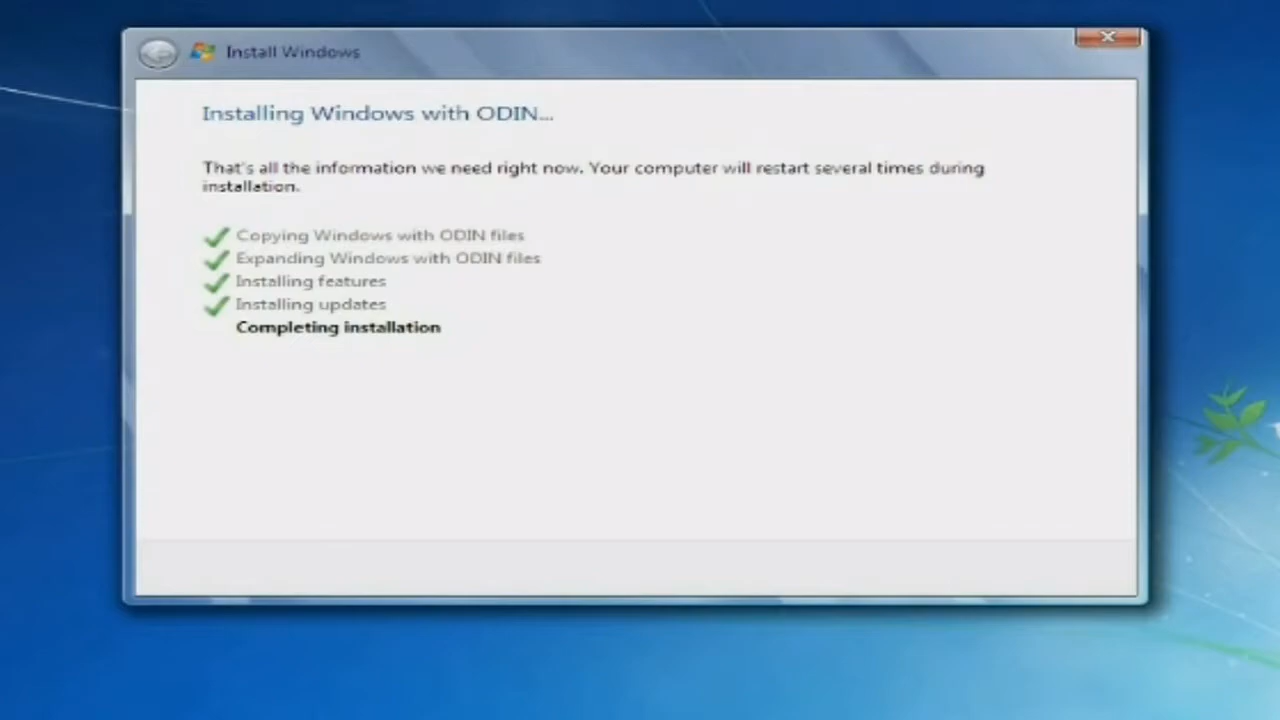 Install Windows
Installing Windows with ODIN...
That's all the information we need right now. Your computer will restart several times during
installation.
Copying Windows with ODIN files
Expanding Windows with ODIN files
Installing features
Installing updates
Completing installation